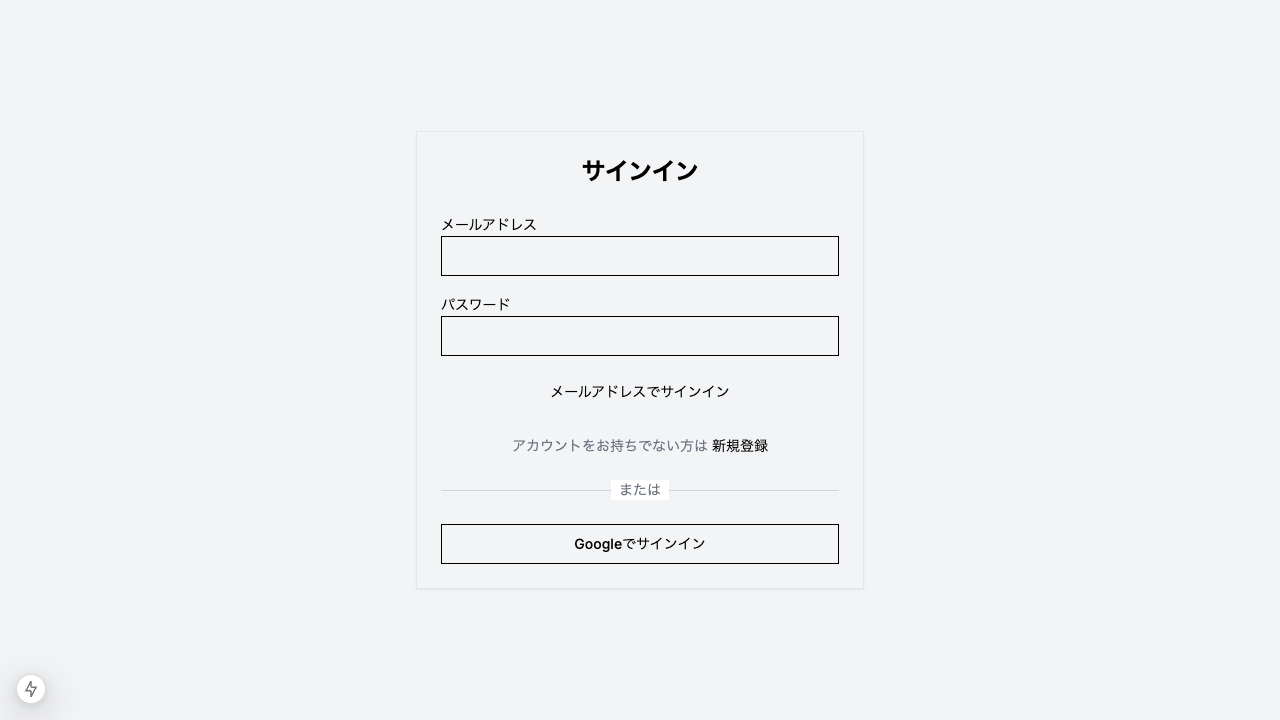 サインイン
メールアドレス
パスワード
メールアドレスでサインイン
アカウントをお持ちでない方は 新規登録
または
Googleでサインイン